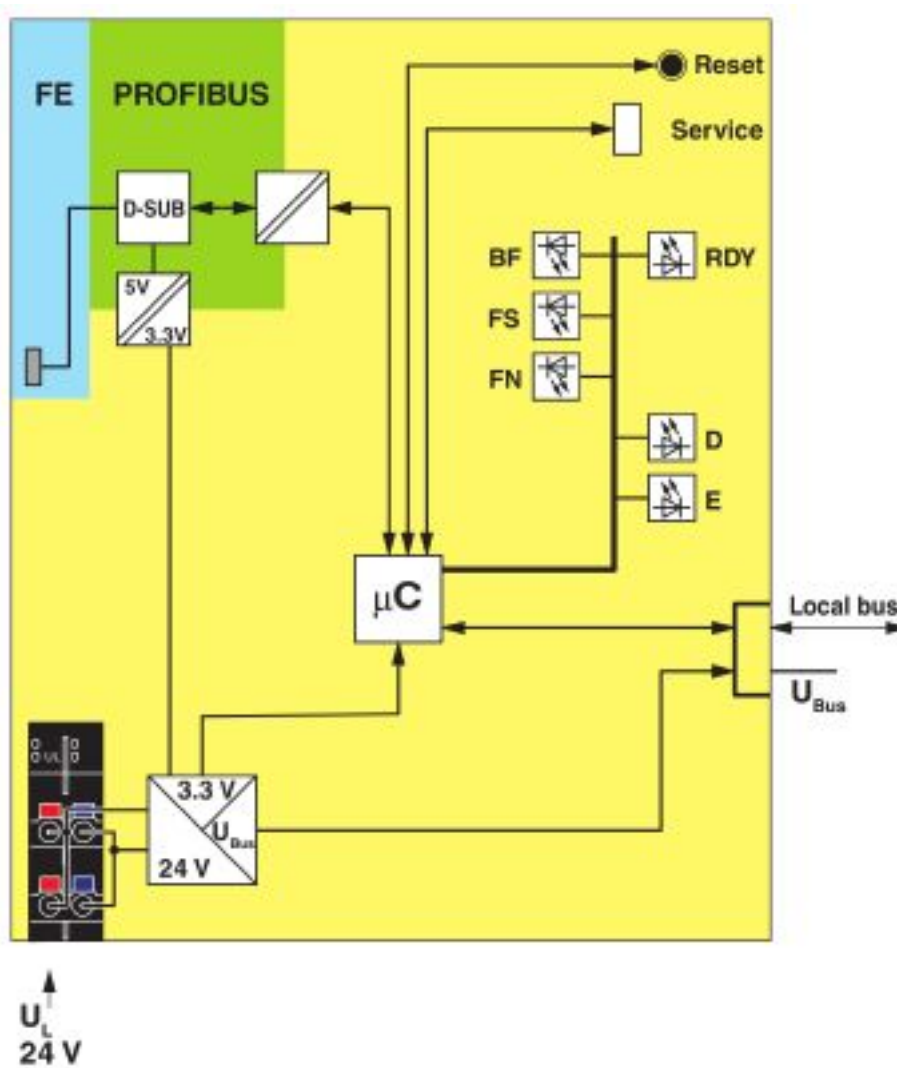 FE
PROFIBUS
Reset
Service
D-SUB
BF
RDY
5V
3.3V
FS
FN
D
E
μC
Local bus
U Bus
UL
3.3 V
U Bus
24 V
U L
24 V